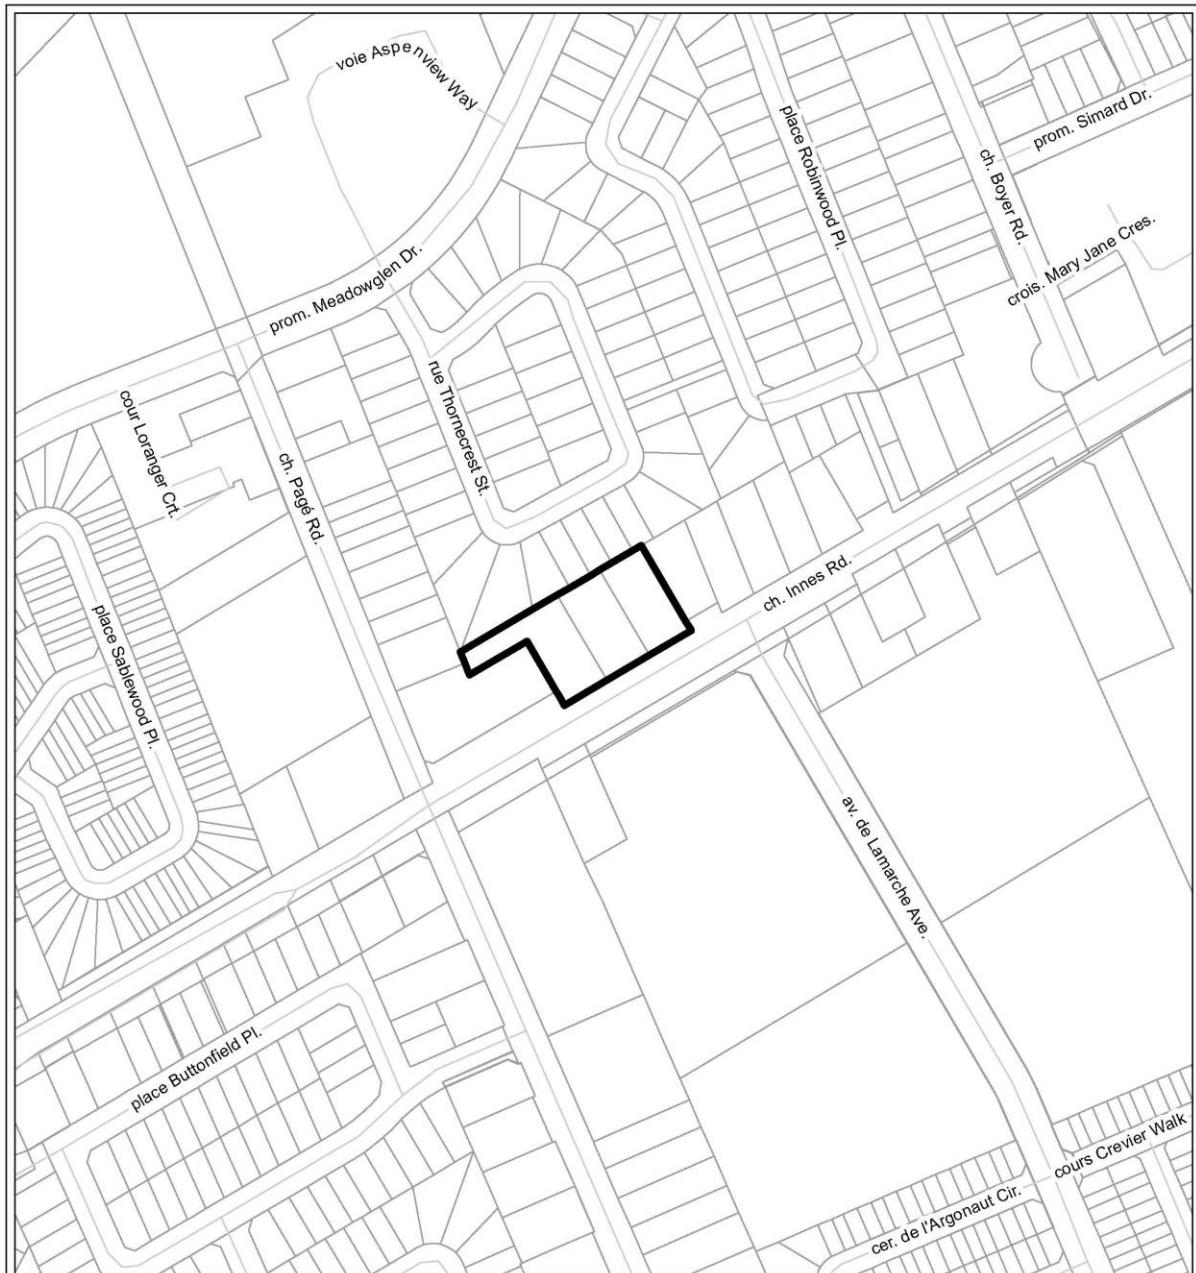 voie Aspenview Way
place Robinwood Pl.
prom. Simard Dr.
ch. Boyer Rd.
crois. Mary Jane Cres.
prom. Meadowglen Dr.
rue Thornecrest St.
cour Loranger Crt.
ch. Pagé Rd.
ch. Innes Rd.
place Sablewood Pl.
av. de Lamarche Ave.
place Buttonfield Pl.
cours Crevier Walk
cer. de l'Argonaut Cir.